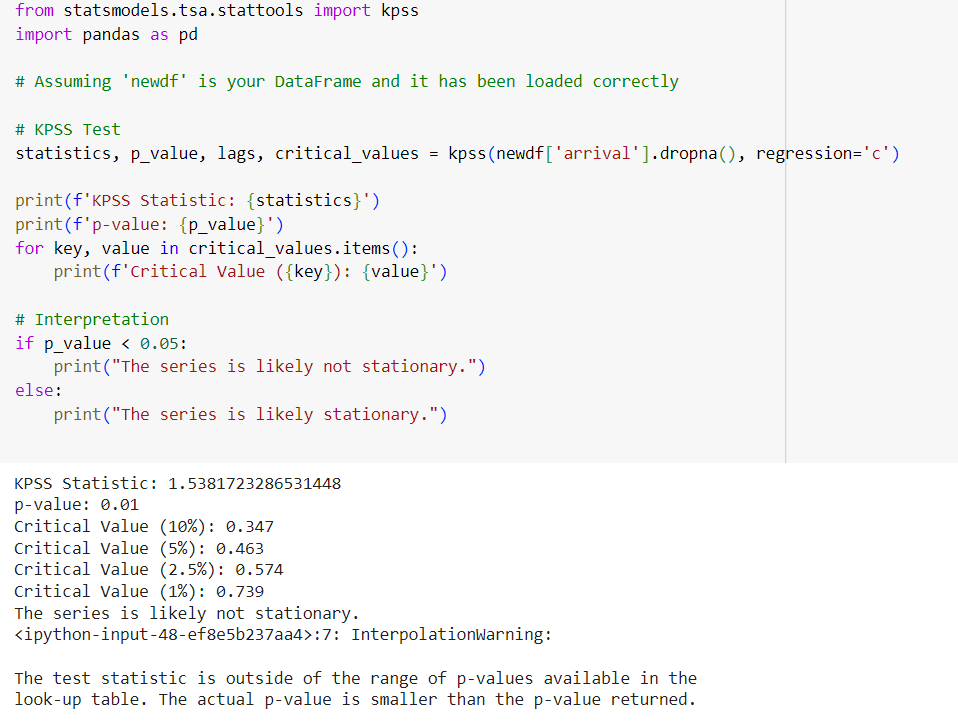 from statsmodels.tsa.stattools import kpss
import pandas as pd
# Assuming 'newdf' is your DataFrame and it has been loaded correctly
# KPSS Test
statistics, p_value, lags, critical_values = kpss(newdf['arrival'].dropna(), regression='c')
print(f'KPSS Statistic: {statistics}')
print(f'p-value: {p_value}')
for key, value in critical_values.items():
    print(f'Critical Value ({key}): {value}')
# Interpretation
if p_value < 0.05:
    print("The series is likely not stationary.")
else:
    print("The series is likely stationary.")
KPSS Statistic: 1.5381723286531448
p-value: 0.01
Critical Value (10%): 0.347
Critical Value (5%): 0.463
Critical Value (2.5%): 0.574
Critical Value (1%): 0.739
The series is likely not stationary.
<ipython-input-48-ef8e5b237aa4>:7: InterpolationWarning:
The test statistic is outside of the range of p-values available in the
look-up table. The actual p-value is smaller than the p-value returned.